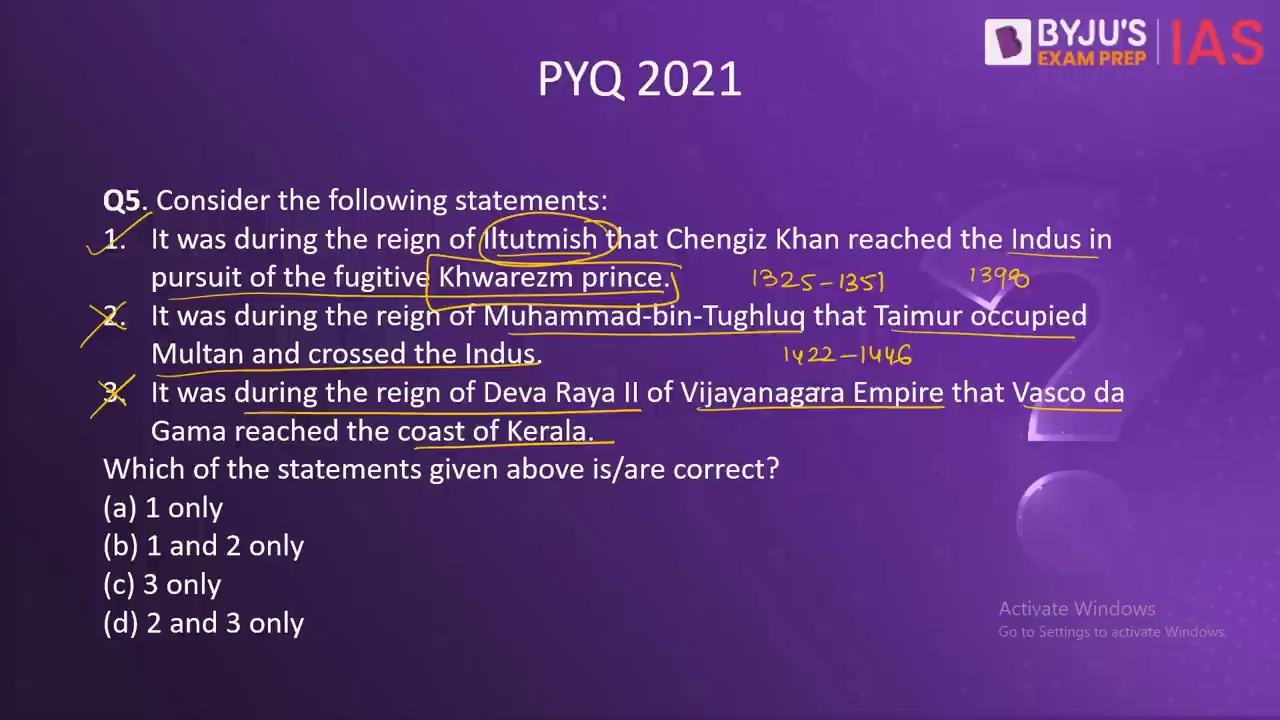 BYJU'S
EXAM PREP
IAS
PYQ 2021
Q5. Consider the following statements:
1. It was during the reign of Iltutmish that Chengiz Khan reached the Indus in
pursuit of the fugitive Khwarezm prince.
1325-1351
1398
2. It was during the reign of Muhammad-bin-Tughluq that Taimur occupied
Multan and crossed the Indus.
1422-1446
3. It was during the reign of Deva Raya II of Vijayanagara Empire that Vasco da
Gama reached the coast of Kerala.
Which of the statements given above is/are correct?
(a) 1 only
(b) 1 and 2 only
(c) 3 only
(d) 2 and 3 only
Activate Windows
Go to Settings to activate Windows.